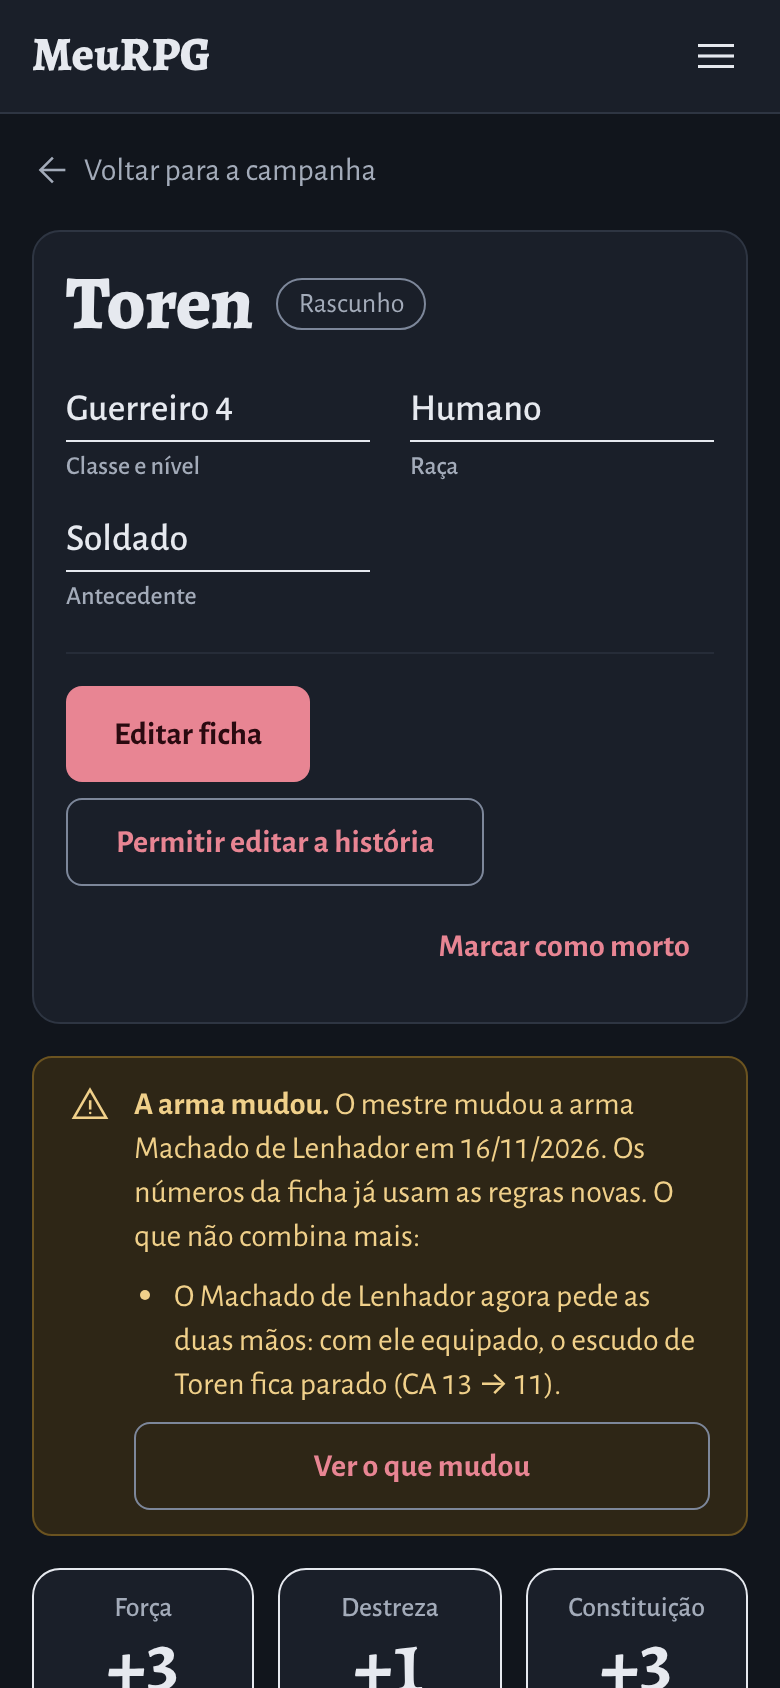 MeuRPG
Voltar para a campanha
Toren
Rascunho
Guerreiro 4
Humano
Classe e nível
Raça
Soldado
Antecedente
Editar ficha
Permitir editar a história
Marcar como morto
A arma mudou. O mestre mudou a arma
Machado de Lenhador em 16/11/2026. Os
números da ficha já usam as regras novas. O
que não combina mais:
• O Machado de Lenhador agora pede as
duas mãos: com ele equipado, o escudo de
Toren fica parado (CA 13 → 11).
Ver o que mudou
Força
Destreza
Constituição
+3
+1
+3